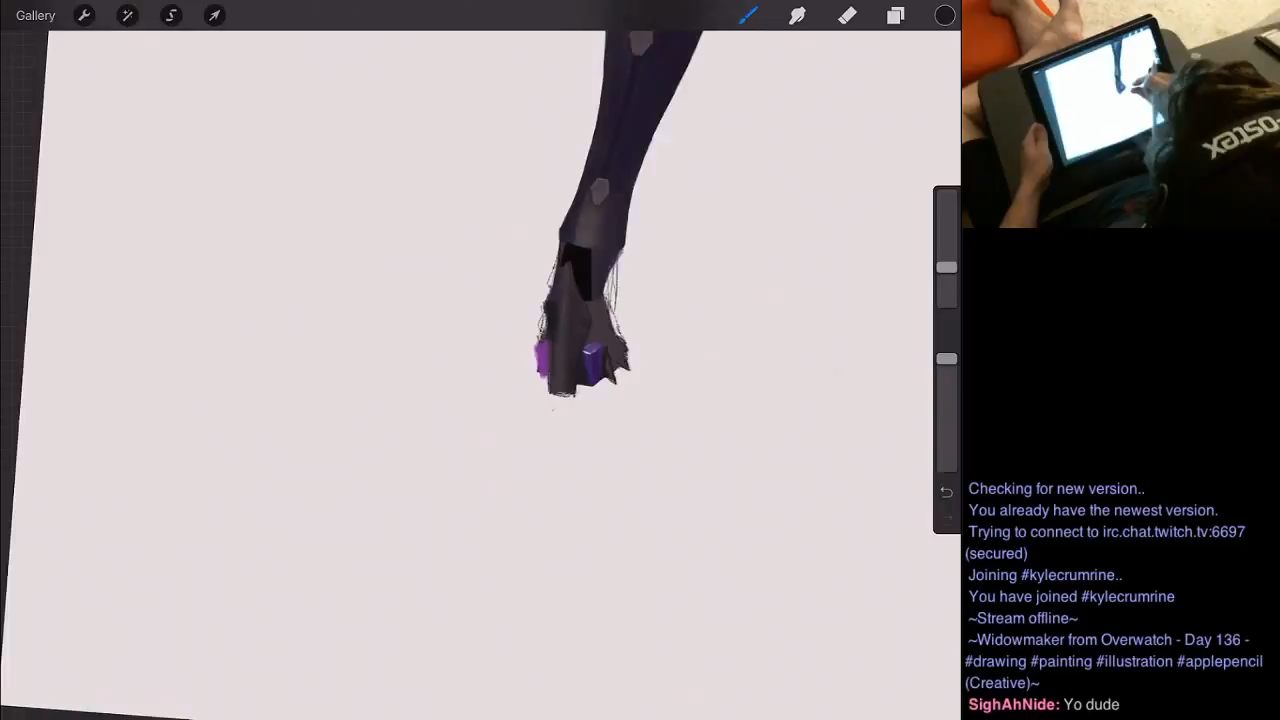 Gallery
Fostex
Checking for new version..
You already have the newest version.
Trying to connect to irc.chat.twitch.tv:6697
(secured)
Joining #kylecrumrine..
You have joined #kylecrumrine
~Stream offline~
~Widowmaker from Overwatch - Day 136 -
#drawing #painting #illustration #applepencil
(Creative)~
SighAhNide: Yo dude